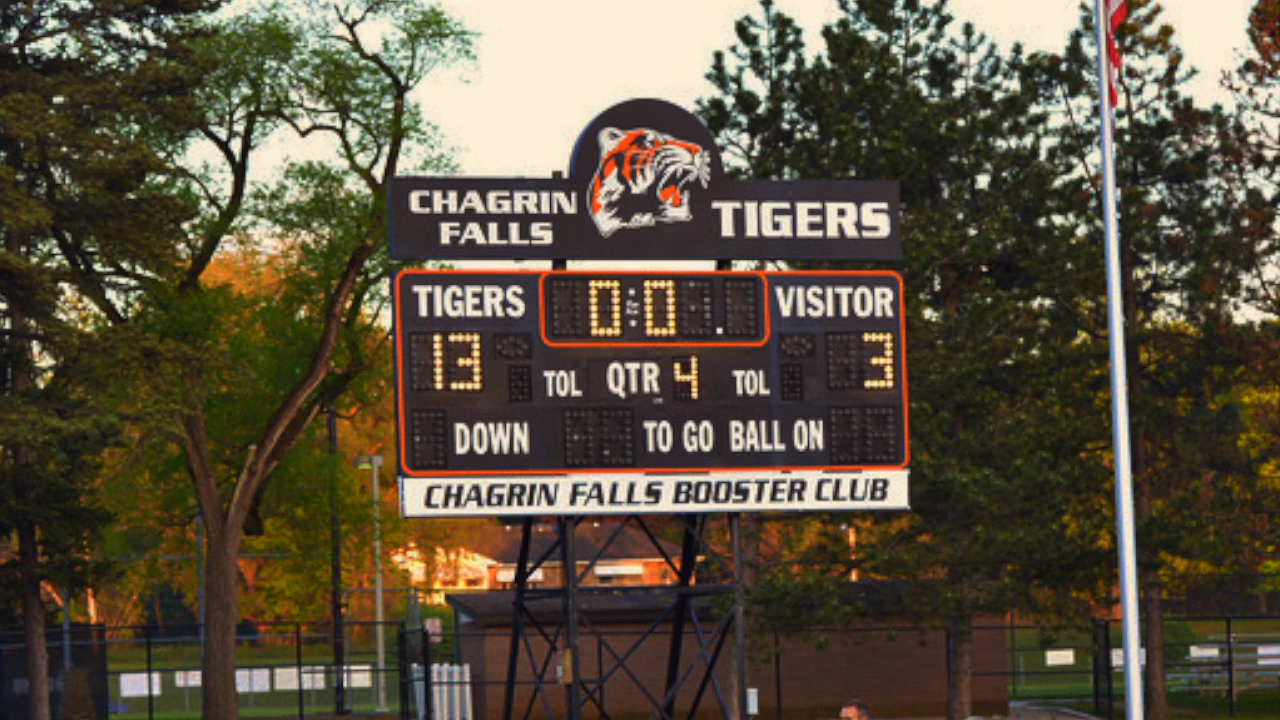 CHAGRIN
FALLS
TIGERS
TIGERS 0:0 VISITOR
13 TOL QTR 4 TOL 3
DOWN TO GO BALL ON
CHAGRIN FALLS BOOSTER CLUB